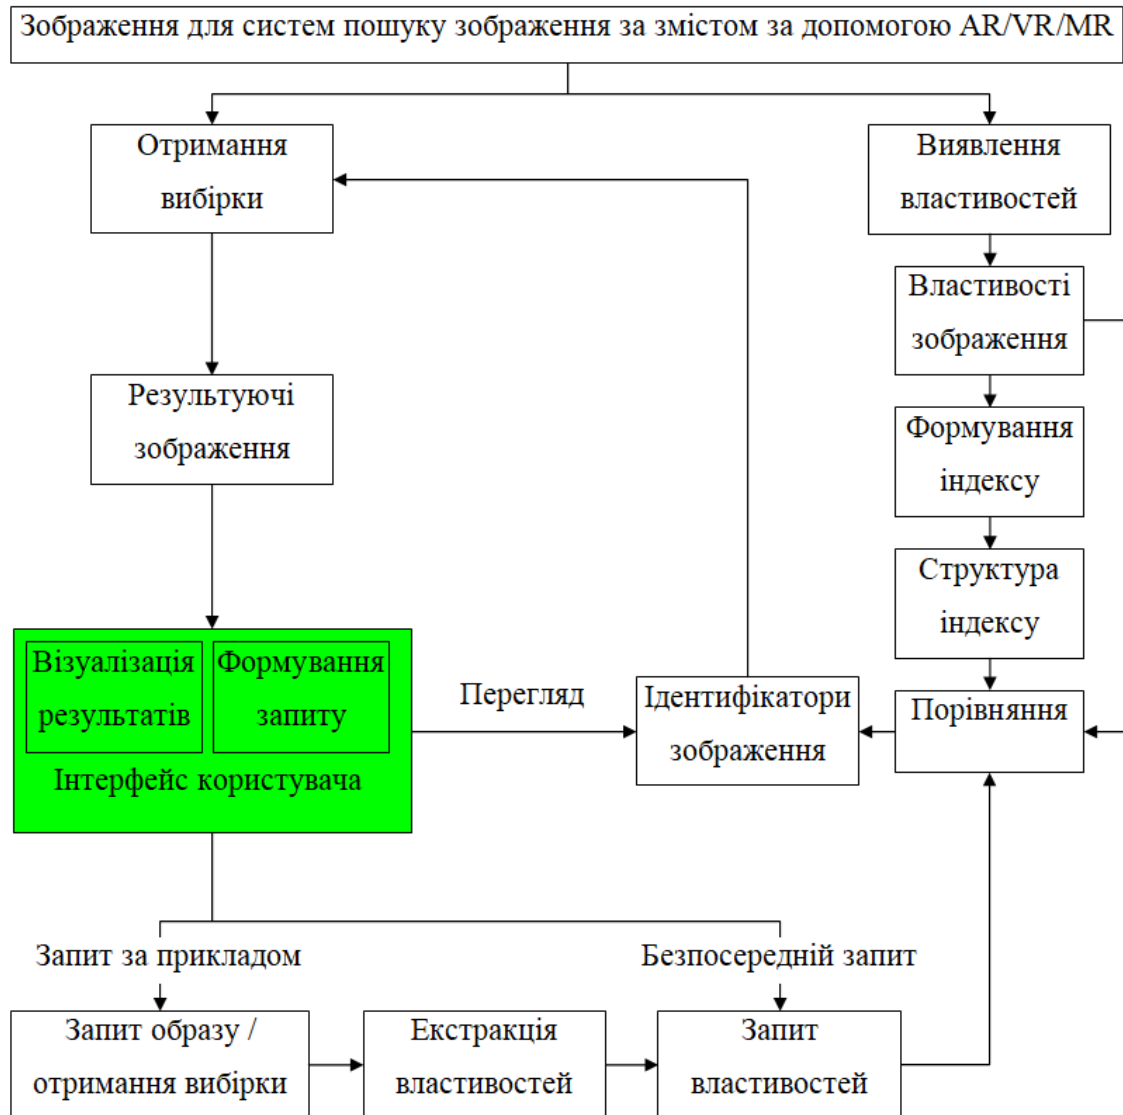 Зображення для систем пошуку зображення за змістом за допомогою AR/VR/MR
Отримання
вибірки
Виявлення
властивостей
Властивості
зображення
Результуючі
зображення
Формування
індексу
Структура
індексу
Візуалізація
результатів
Формування
запиту
Інтерфейс користувача
Перегляд
Ідентифікатори
зображення
Порівняння
Запит за прикладом
Безпосередній запит
Запит образу /
отримання вибірки
Екстракція
властивостей
Запит
властивостей